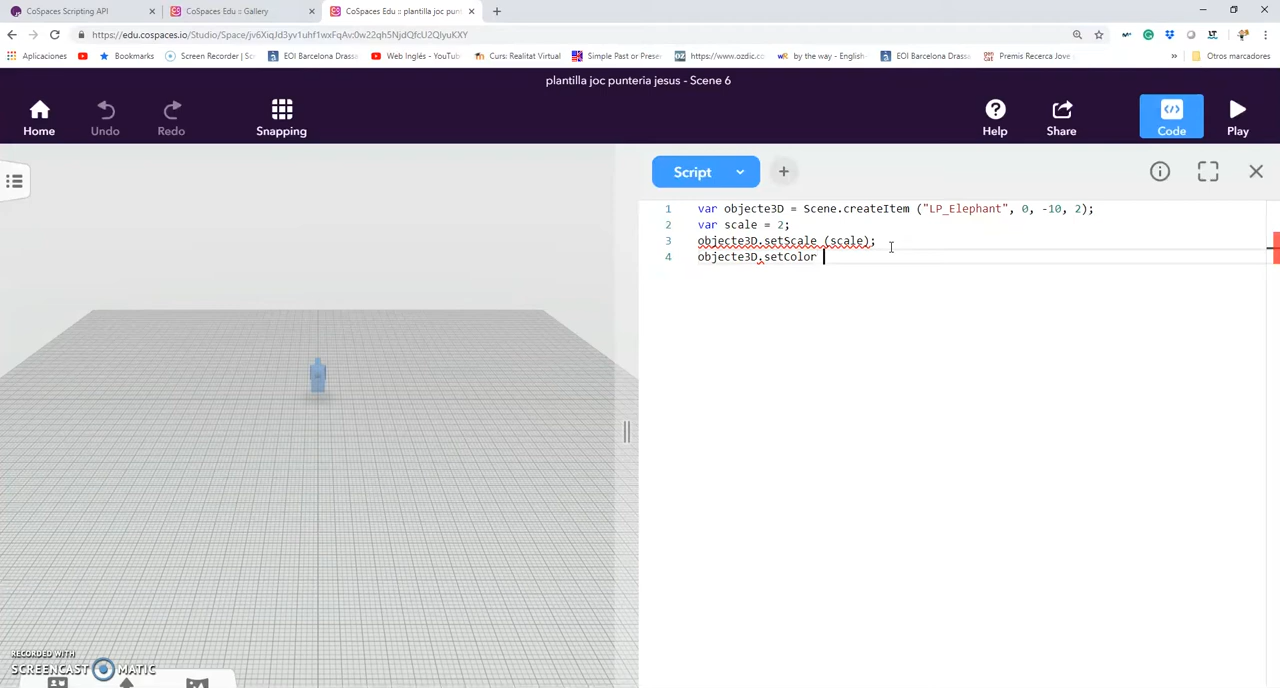 CoSpaces Scripting API
CoSpaces Edu :: Gallery
CoSpaces Edu :: plantilla joc punt
https://edu.cospaces.io/Studio/Space/jv6XiqJd3yv1uhf1wxFqAv:0w22qh5NjdQfcU2QIyuKXY
Aplicaciones
Bookmarks
Screen Recorder | Sc
EOI Barcelona Drassa
Web Inglés - YouTub
Curs: Realitat Virtual
Simple Past or Prese
https://www.ozdic.co
by the way - English
EOI Barcelona Drassa
Premis Recerca Jove
»
Otros marcadores
plantilla joc punteria jesus - Scene 6
Home
Undo
Redo
Snapping
Help
Share
Code
Play
Script
1 var objecte3D = Scene.createItem ("LP_Elephant", 0, -10, 2);
2 var scale = 2;
3 objecte3D.setScale (scale);
4 objecte3D.setColor
RECORDED WITH
SCREENCAST MATIC